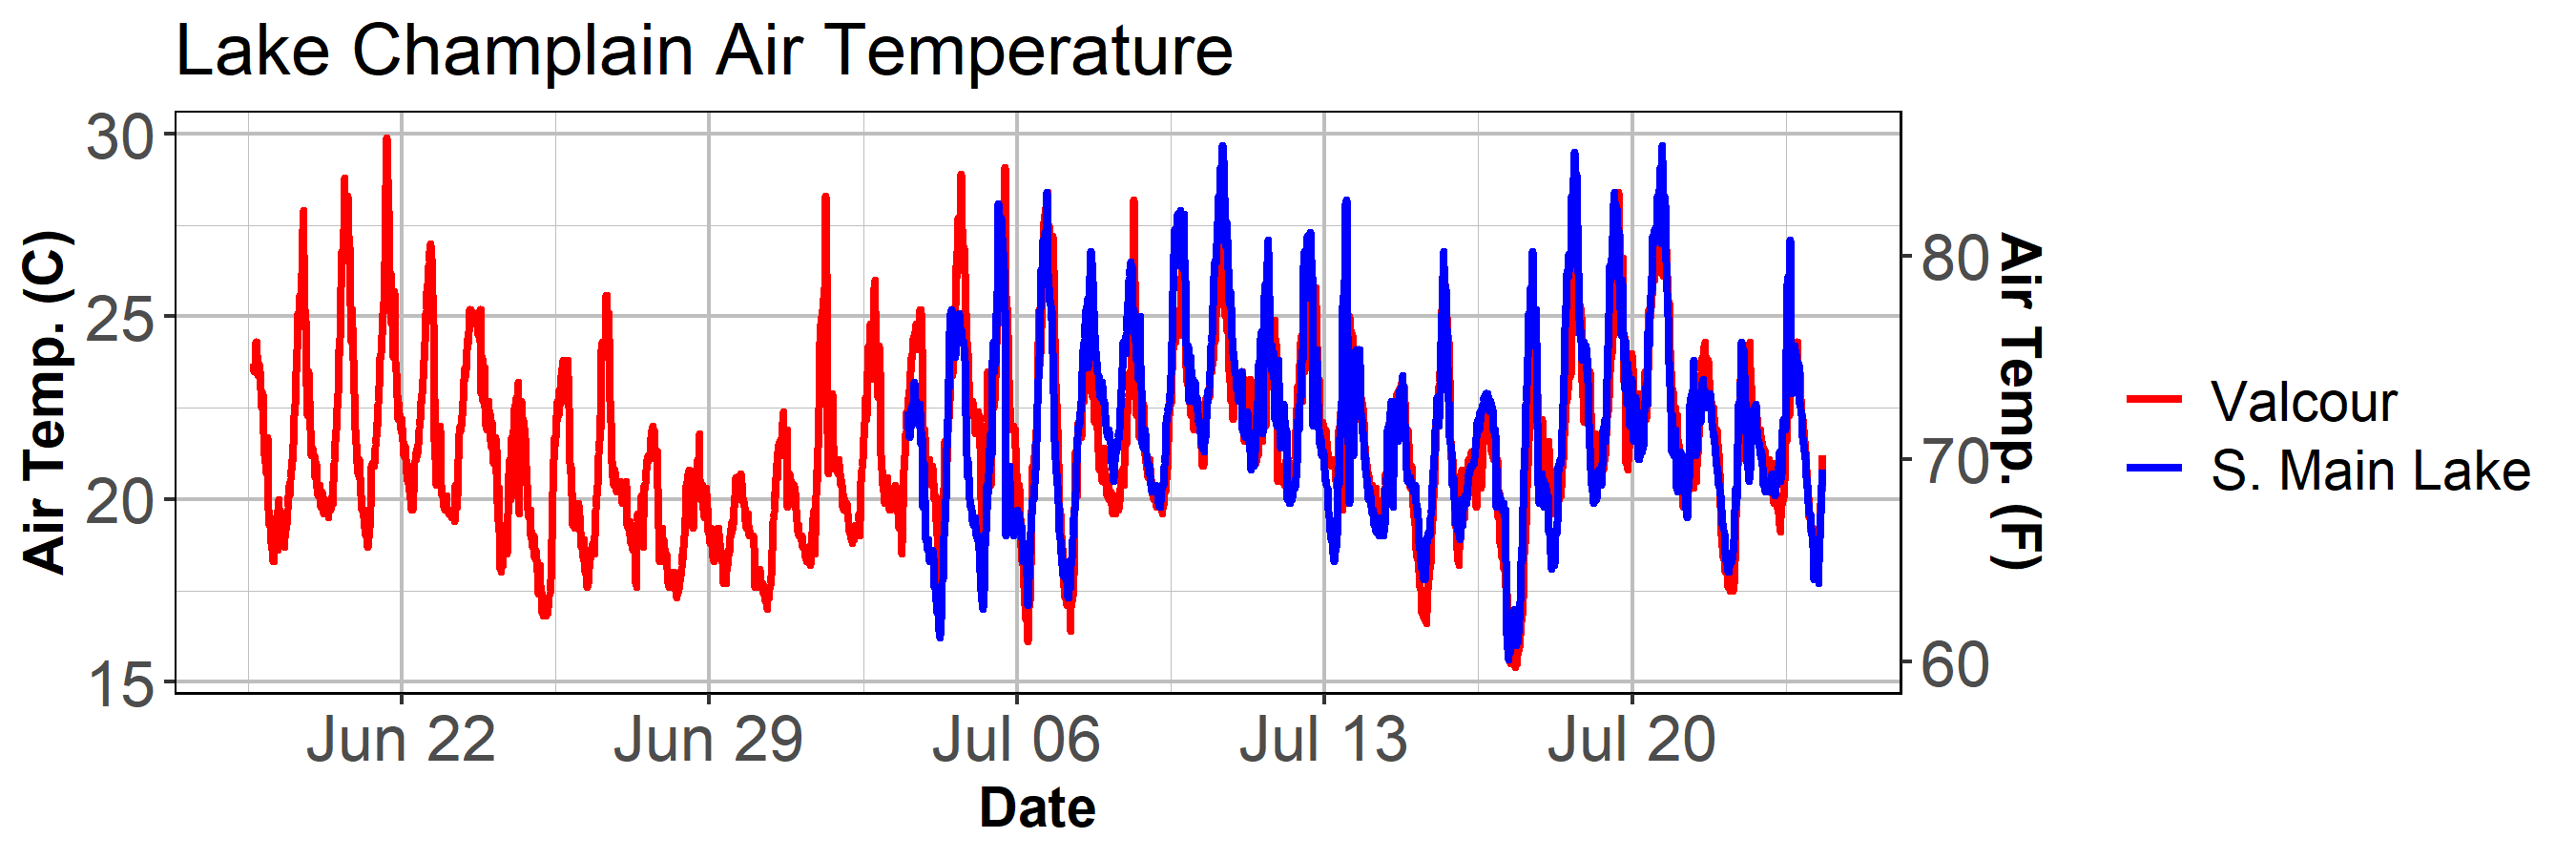 Lake Champlain Air Temperature
30
25
20
15
Air Temp. (C)
80
70
60
Air Temp. (F)
Jun 22 Jun 29 Jul 06 Jul 13 Jul 20
Date
Valcour
S. Main Lake